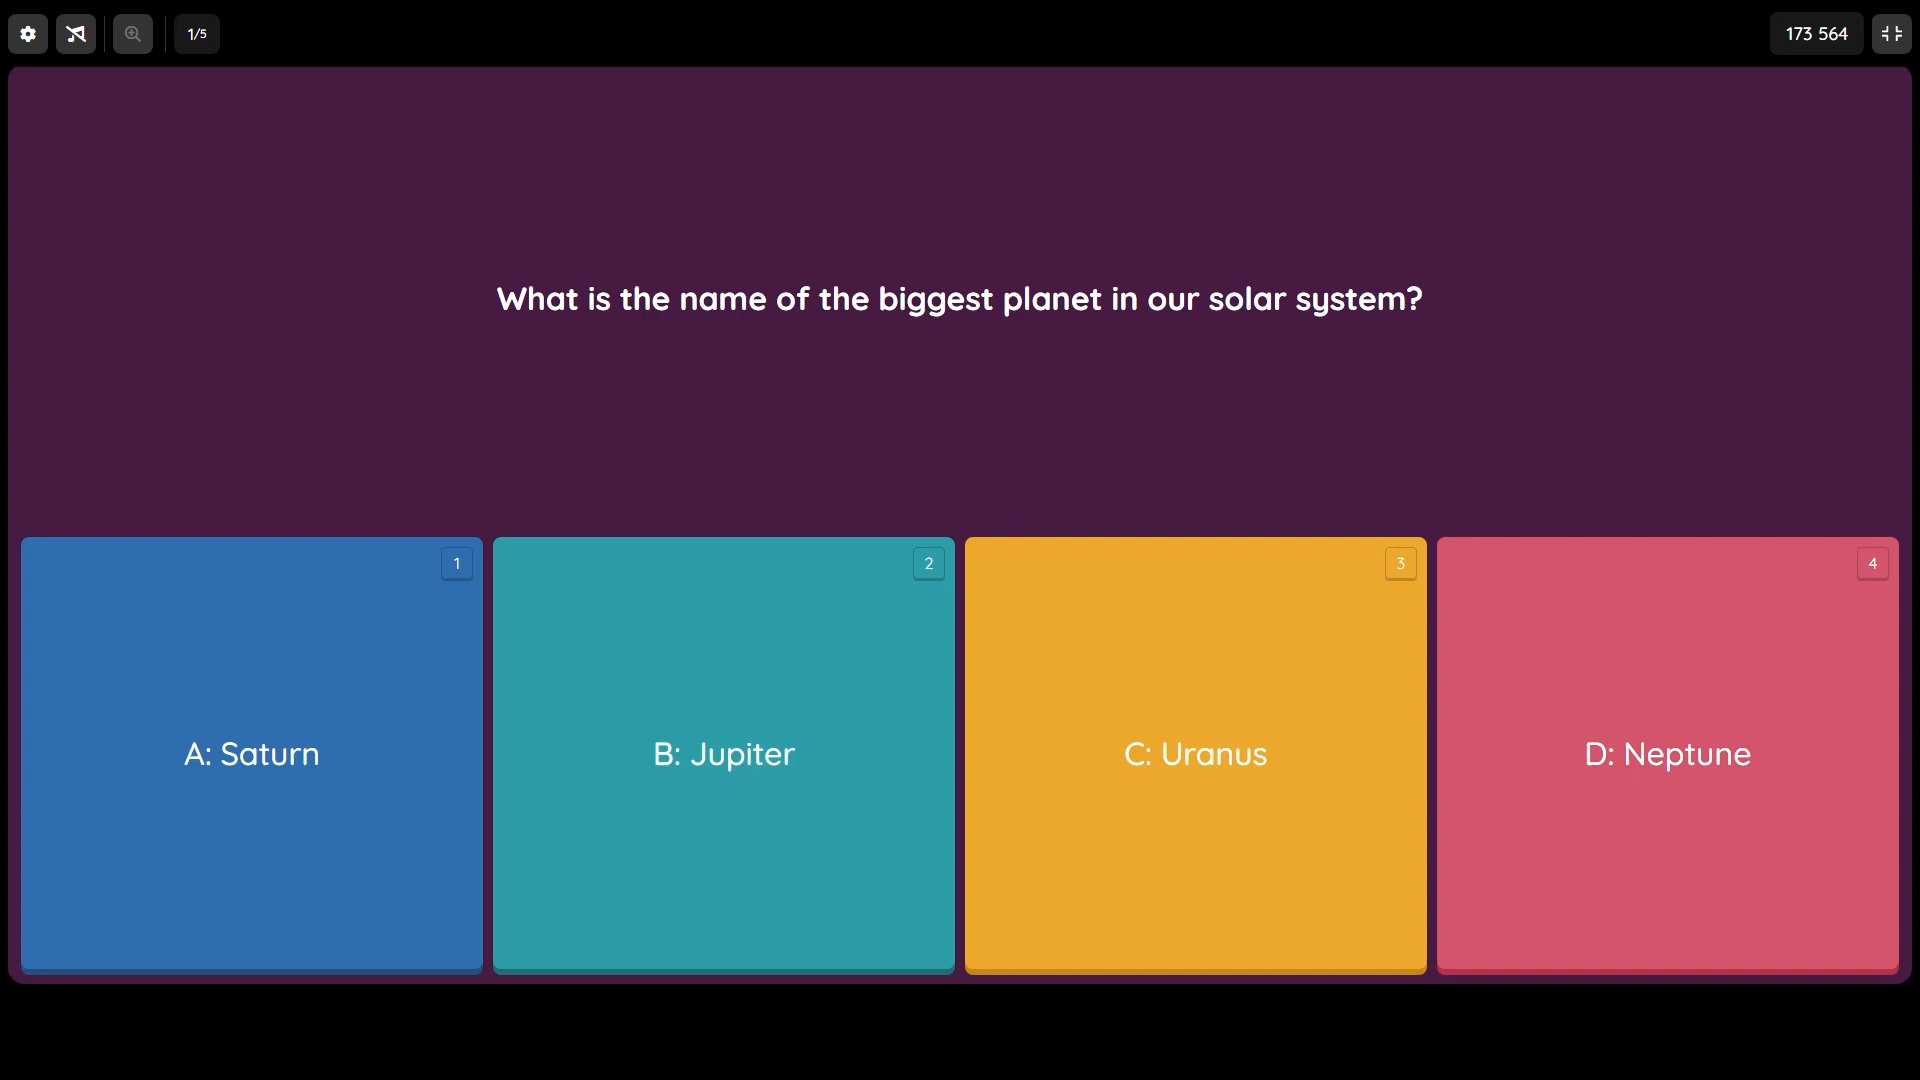 1/5
173 564
What is the name of the biggest planet in our solar system?
1
2
3
4
A: Saturn
B: Jupiter
C: Uranus
D: Neptune